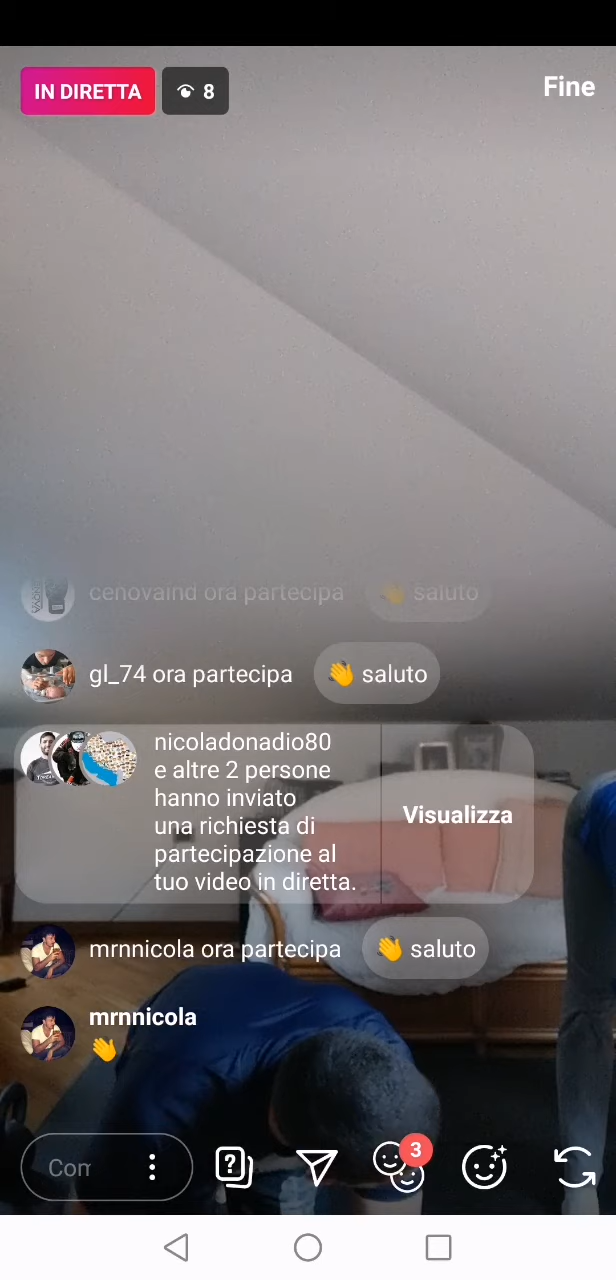 IN DIRETTA
8
Fine
cenovaind ora partecipa 👋 saluto
gl_74 ora partecipa 👋 saluto
nicoladonadio80
e altre 2 persone
hanno inviato
una richiesta di
partecipazione al
tuo video in diretta.
Visualizza
mrnnicola ora partecipa 👋 saluto
mrnnicola
👋
Com
3